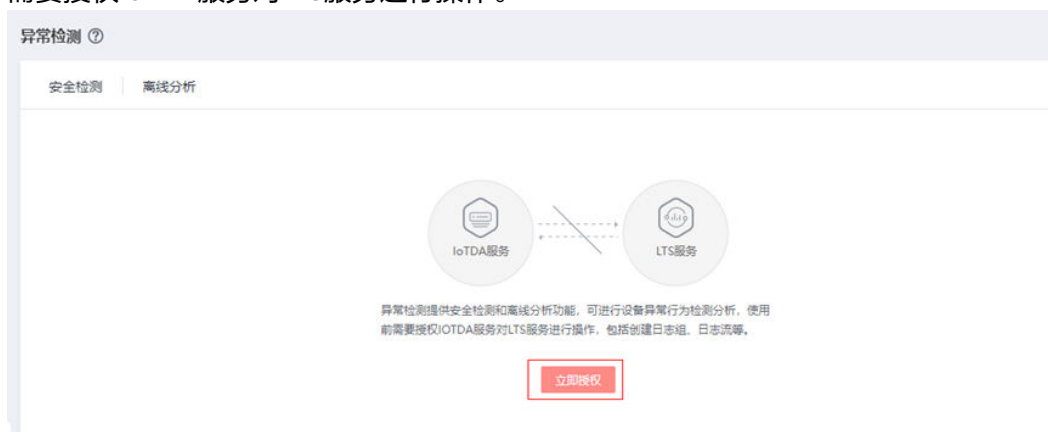 异常检测 ?
安全检测 离线分析
IoTDA服务 LTS服务
异常检测提供安全检测和离线分析功能，可进行设备异常行为检测分析，使用
前需要授权IOTDA服务对LTS服务进行操作，包括创建日志组、日志流等。
立即授权